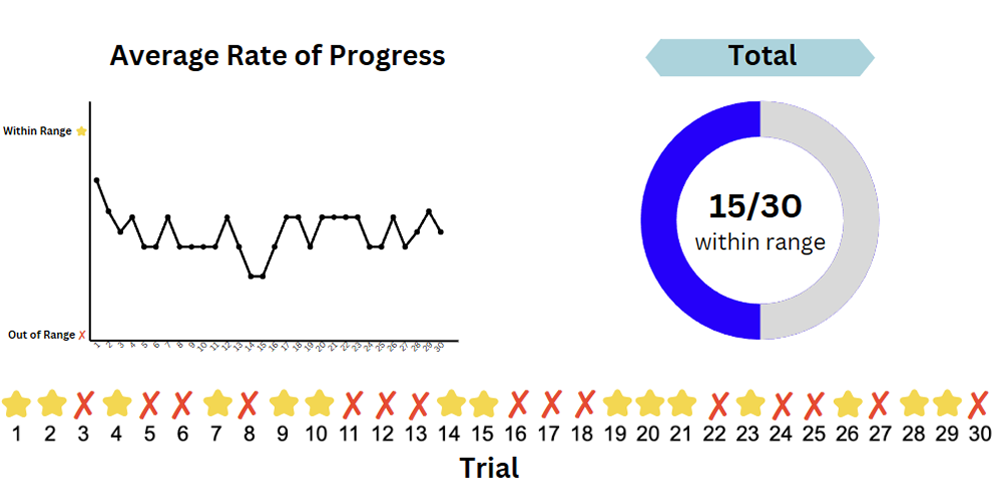 Average Rate of Progress
Total
Within Range
15/30
within range
Out of Range
1 2 3 4 5 6 7 8 9 10 11 12 13 14 15 16 17 18 19 20 21 22 23 24 25 26 27 28 29 30
1 2 3 4 5 6 7 8 9 10 11 12 13 14 15 16 17 18 19 20 21 22 23 24 25 26 27 28 29 30
Trial